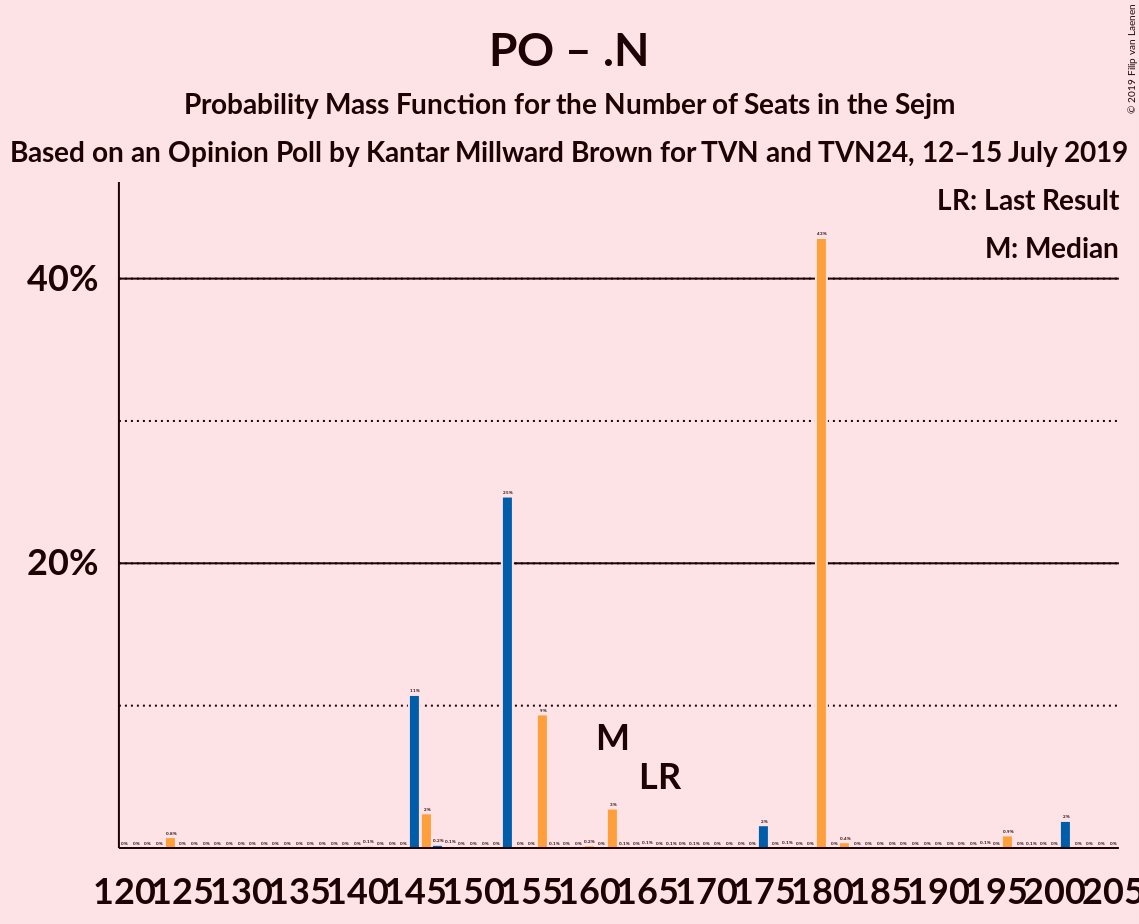 © 2019 Filip van Laenen
PO – .N
Probability Mass Function for the Number of Seats in the Sejm
Based on an Opinion Poll by Kantar Millward Brown for TVN and TVN24, 12–15 July 2019
LR: Last Result
M: Median
40%
20%
43%
25%
11%
9%
M
LR
3%
2%
2%
2%
0.8%
0.9%
0.4%
120 125 130 135 140 145 150 155 160 165 170 175 180 185 190 195 200 205